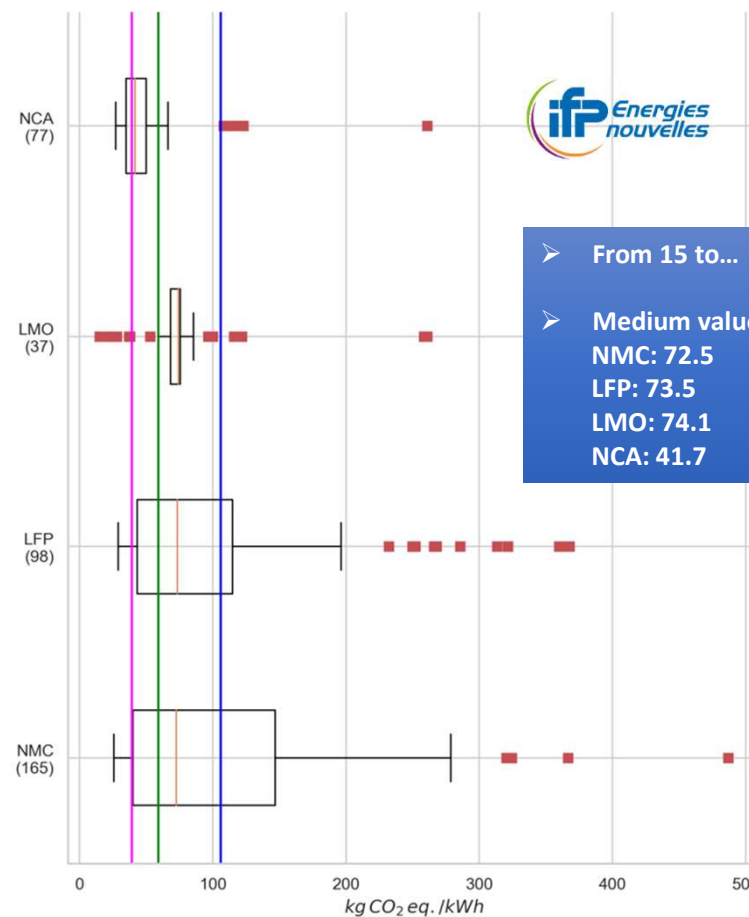 NCA
(77)
ifP Energies
nouvelles
➢ From 15 to...
➢ Medium valu
NMC: 72.5
LFP: 73.5
LMO: 74.1
NCA: 41.7
LMO
(37)
LFP
(98)
NMC
(165)
0 100 200 300 400 50
kg CO₂ eq. /kWh